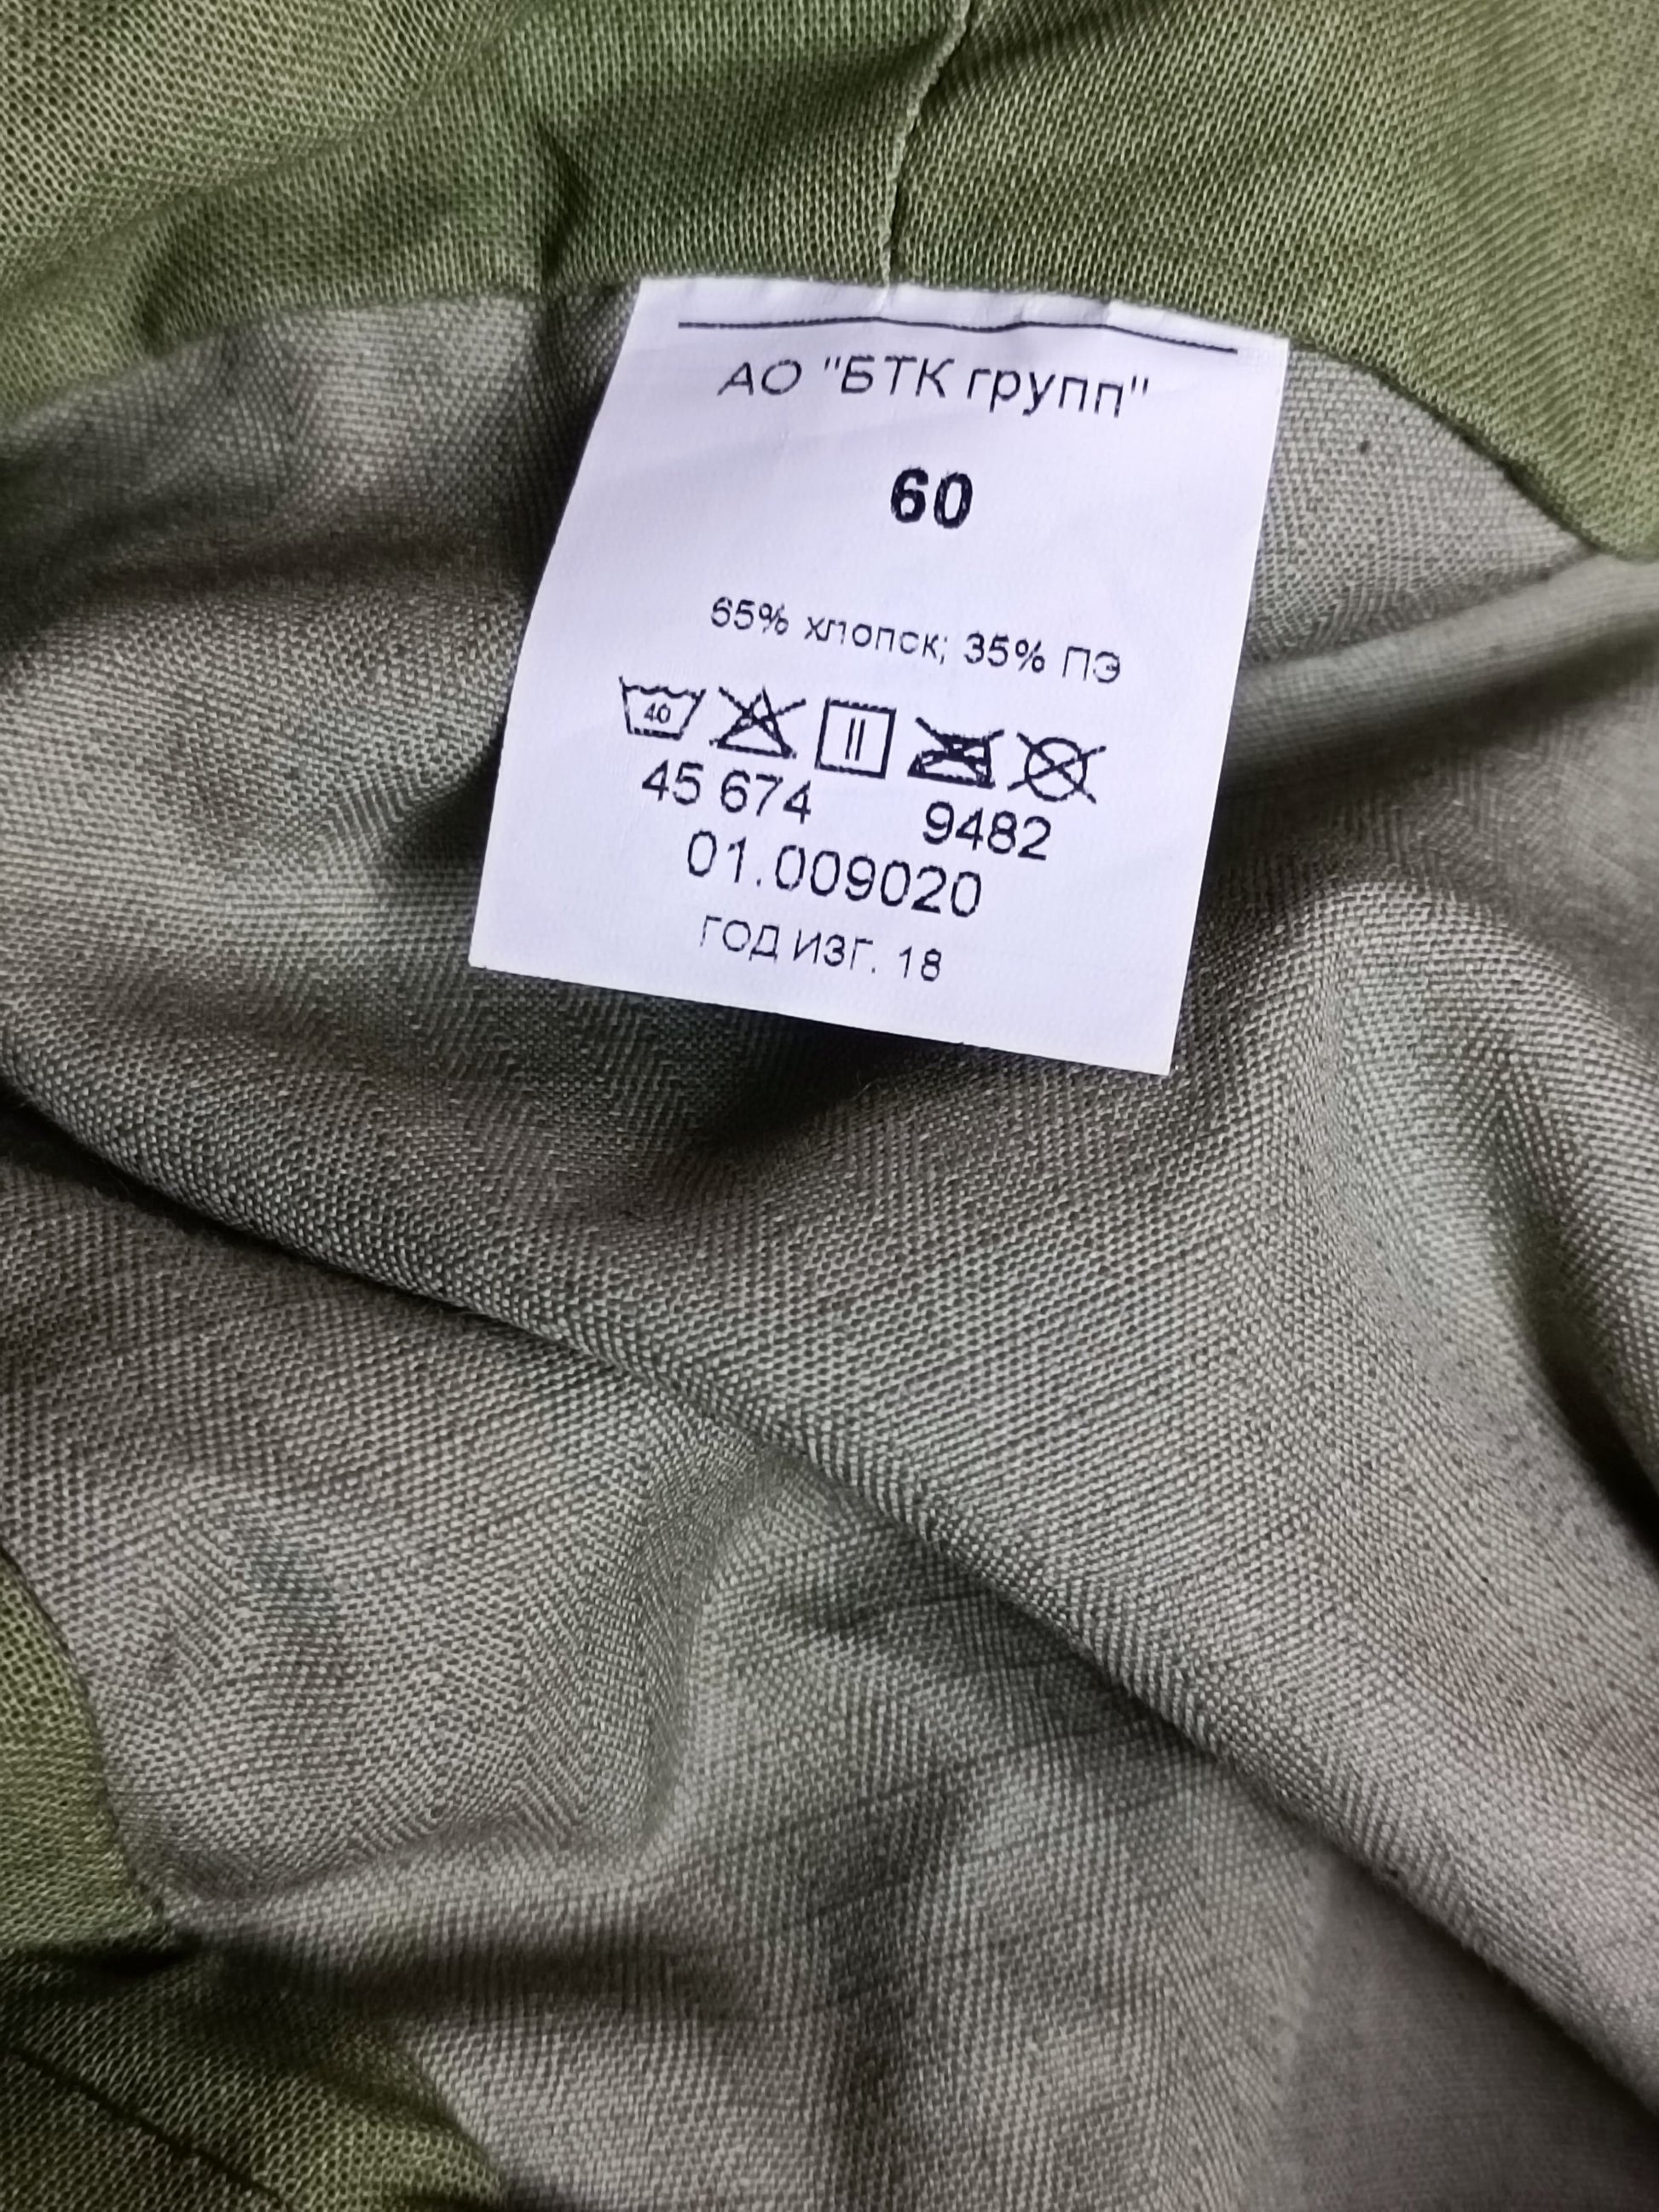 АО "БТК групп"
60
65% хлопок; 35% ПЭ
40
45 674 9482
01.009020
ГОД ИЗГ. 18